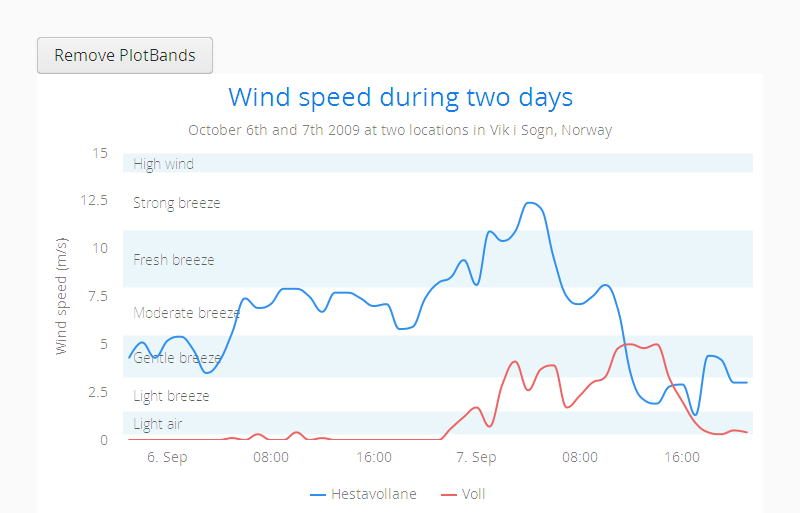 Remove PlotBands
Wind speed during two days
October 6th and 7th 2009 at two locations in Vik i Sogn, Norway
Wind speed (m/s)
15
12.5
10
7.5
5
2.5
0
High wind
Strong breeze
Fresh breeze
Moderate breeze
Gentle breeze
Light breeze
Light air
6. Sep 08:00 16:00 7. Sep 08:00 16:00
Hestavollane Voll